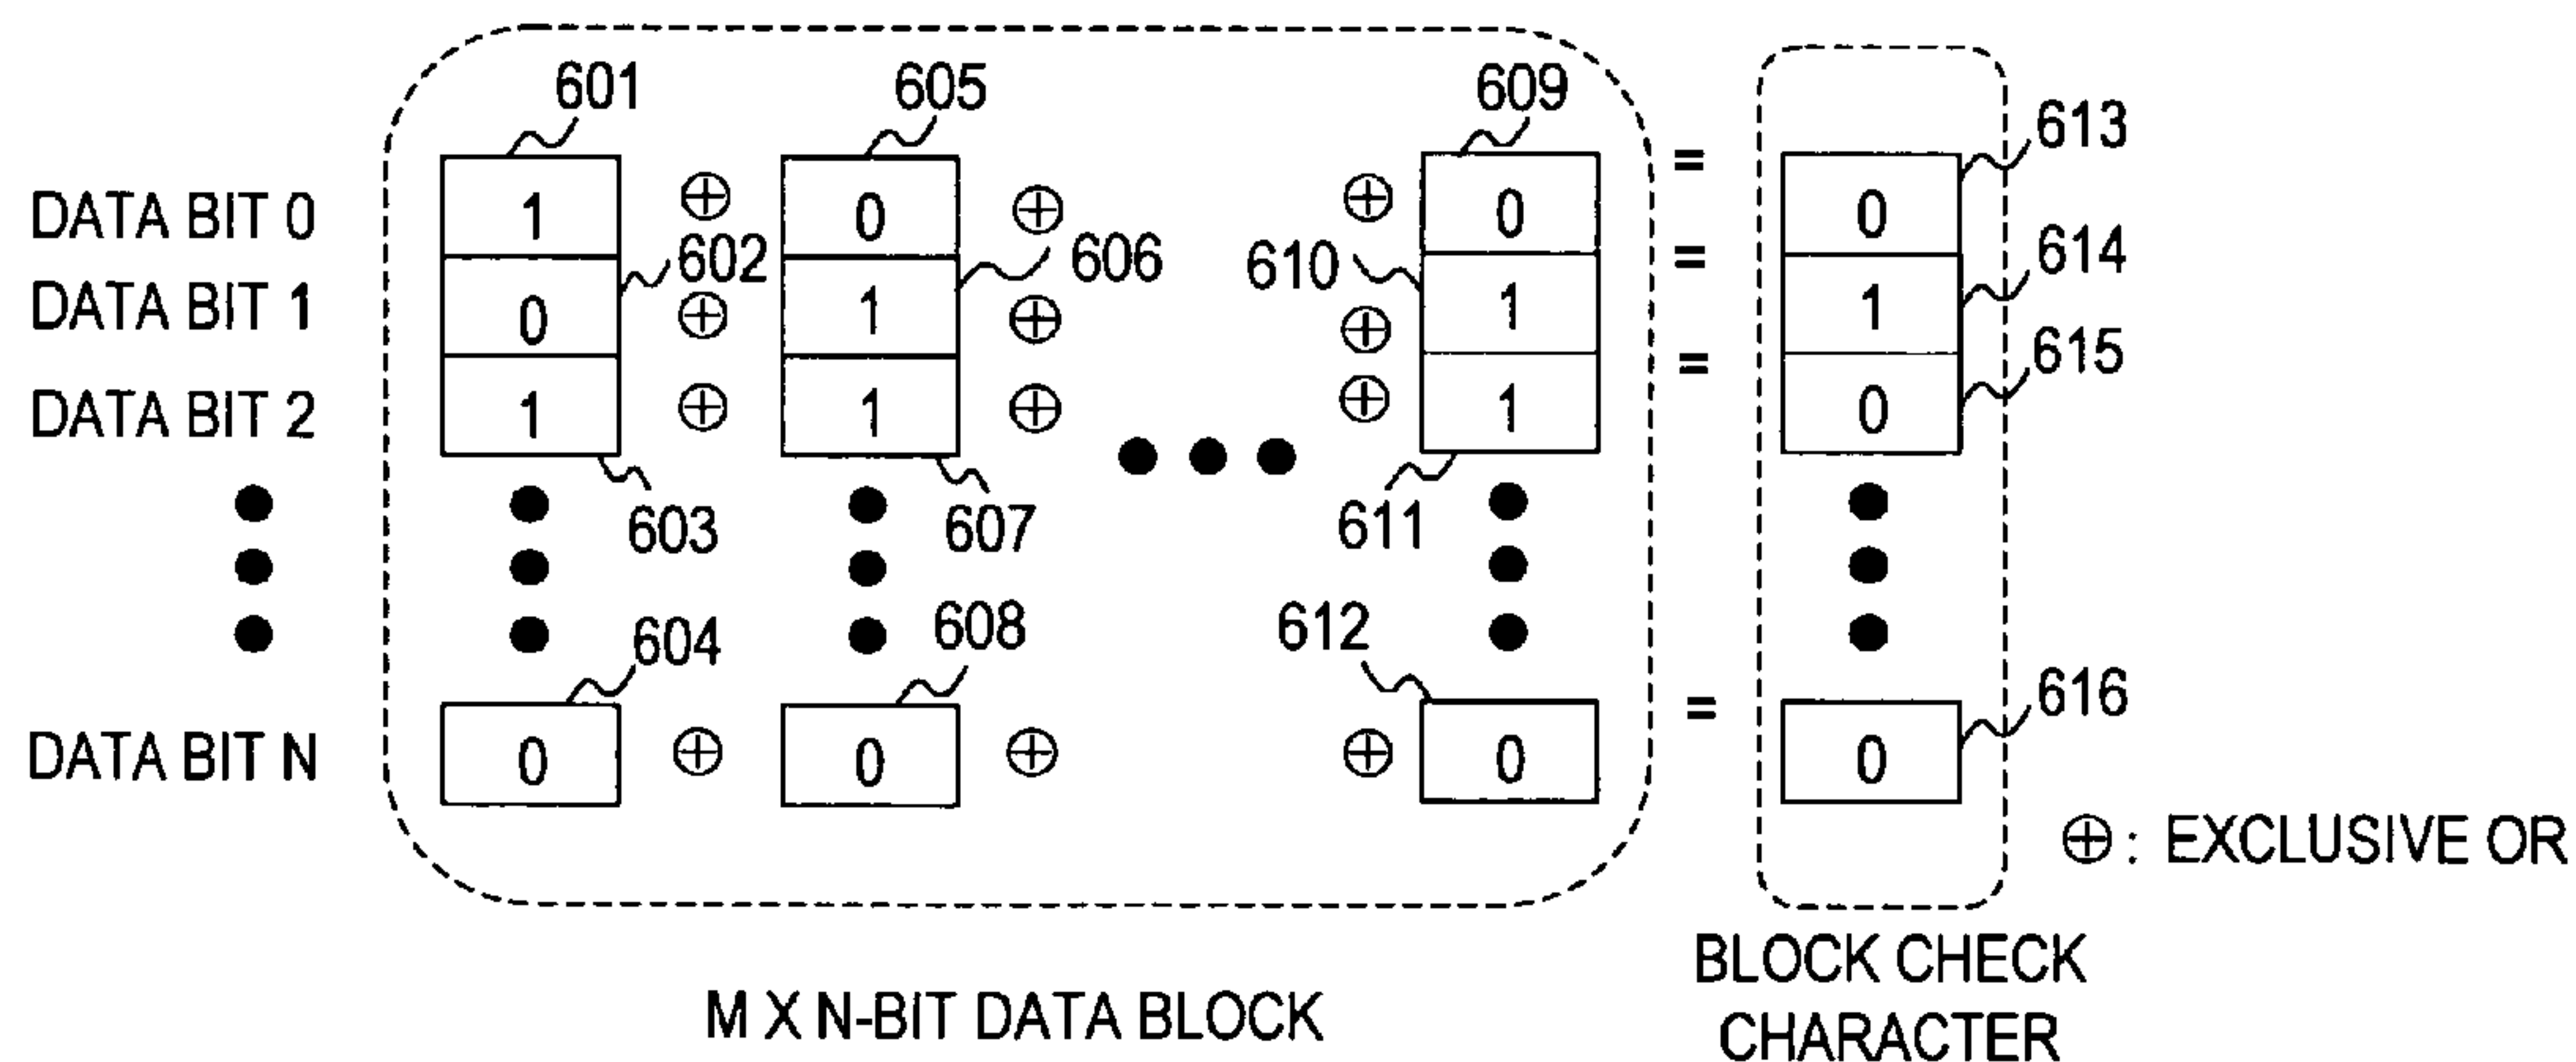 601 605 609
613
DATA BIT 0 1 ⊕ 0 ⊕ ⊕ 0 = 0
602 606 610 614
DATA BIT 1 0 ⊕ 1 ⊕ ⊕ 1 = 1
615
DATA BIT 2 1 ⊕ 1 ⊕ ⊕ 1 = 0
603 607 611
604 608 612
616
DATA BIT N 0 ⊕ 0 ⊕ ⊕ 0 = 0
⊕ : EXCLUSIVE OR
M X N-BIT DATA BLOCK
BLOCK CHECK
CHARACTER